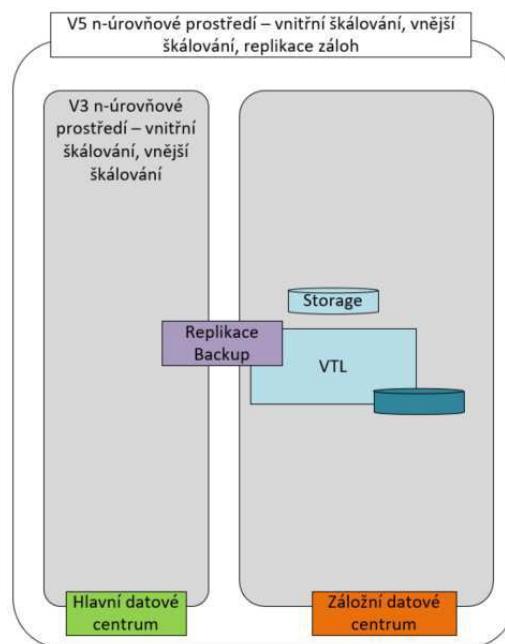 V5 n-úrovňové prostředí – vnitřní škálování, vnější
škálování, replikace záloh
V3 n-úrovňové
prostředí – vnitřní
škálování, vnější
škálování
Storage
Replikace
Backup
VTL
Hlavní datové
centrum
Záložní datové
centrum